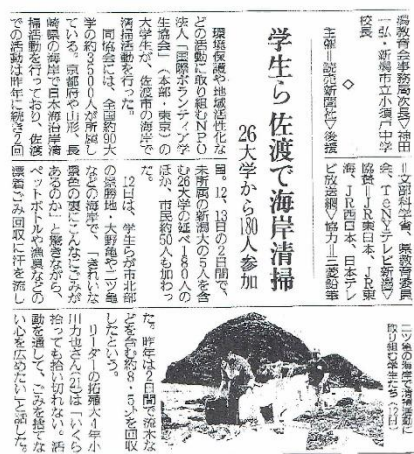 潟教育会事務局次長▽神田
一弘・新潟市立小須戸中学
校長
◇
主催=読売新聞社▽後援
=文部科学省、県教育委員
会、TeNYテレビ新潟▽
協賛=JR東日本、JR東
海、JR西日本、日本テレ
ビ放送網▽協力=三菱鉛筆
学生ら 佐渡で海岸清掃
26大学から180人参加
環境保護や地域活性化な
どの活動に取り組むNPO
法人「国際ボランティア学
生協会」(本部・東京)の
大学生が、佐渡市の海岸で
清掃活動を行った。
同協会には、全国約90大
学の約3500人が所属し
ている。京都府や山形、長
崎県の海岸で日本海沿岸清
掃活動を行っており、佐渡
での活動は昨年に続き2回
目。12、13日の2日間で、
未所属の新潟大の5人を含
む26大学の延べ180人の
ほか、市民約50人も加わっ
た。
12日は、学生らが市北部
の景勝地・大野亀や二ツ亀
などの海岸で、「きれいな
景色の裏にこんなにごみが
あるのか」と驚きながら、
ペットボトルや漁具などの
漂着ごみ回収に汗を流し
た。昨年は2日間で流木な
どを含む約8・5㌧を回収
したという。
リーダーの拓殖大4年小
川力也さん(21)は「いくら
拾っても拾い切れない。活
動を通して、ごみを捨てな
い心を広めたい」と話した。
二ツ亀の海岸で清掃活動に
取り組む学生たち(12日)